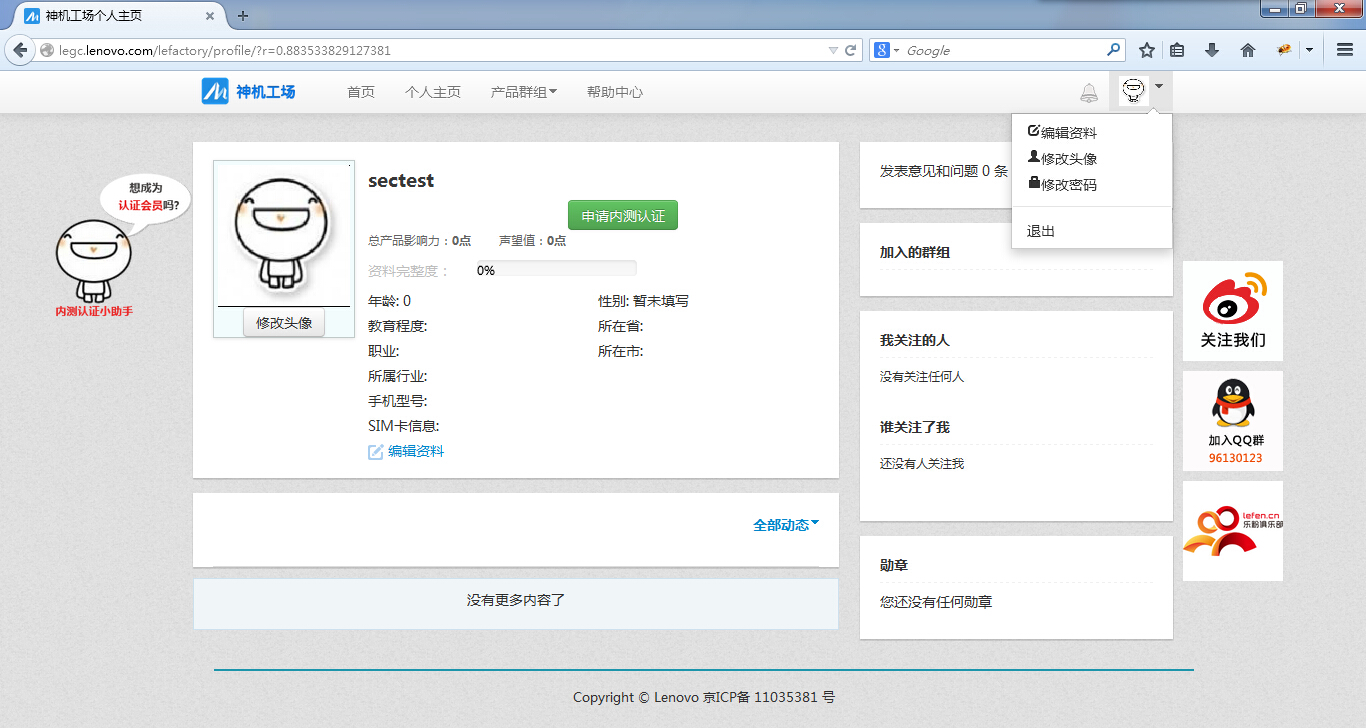 神机工场个人主页
legc.lenovo.com/lefactory/profile/?r=0.883533829127381
Google
神机工场 首页 个人主页 产品群组 帮助中心
编辑资料
修改头像
修改密码
退出
想成为
认证会员吗?
内测认证小助手
修改头像
sectest
申请内测认证
总产品影响力：0点 声望值：0点
资料完整度： 0%
年龄: 0 性别: 暂未填写
教育程度: 所在省:
职业: 所在市:
所属行业:
手机型号:
SIM卡信息:
编辑资料
全部动态
没有更多内容了
发表意见和问题 0 条
加入的群组
我关注的人
没有关注任何人
谁关注了我
还没有人关注我
勋章
您还没有任何勋章
关注我们
加入QQ群
96130123
lefen.cn
乐粉俱乐部
Copyright © Lenovo 京ICP备 11035381 号